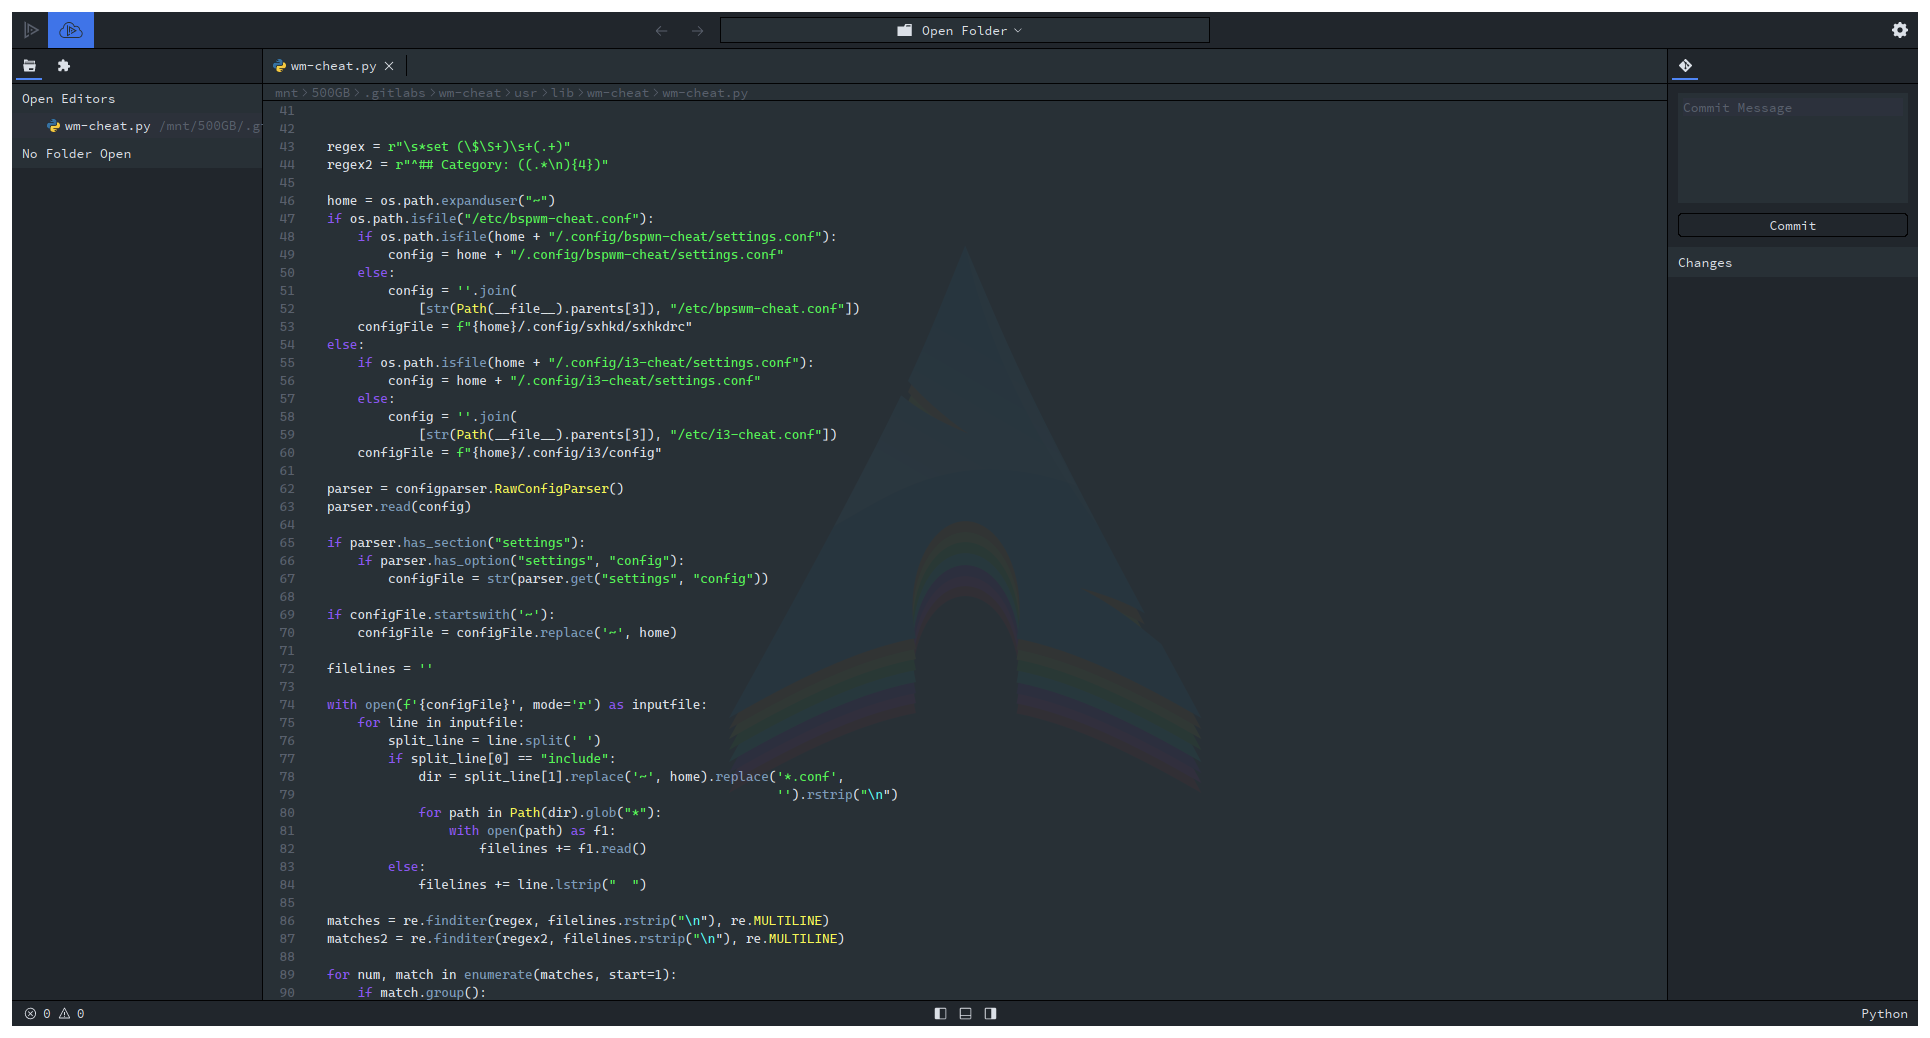 Open Folder
wm-cheat.py
Open Editors
wm-cheat.py /mnt/500GB/.g
No Folder Open
mnt > 500GB > .gitlabs > wm-cheat > usr > lib > wm-cheat > wm-cheat.py
41
42
43 regex = r"\s*set (\$\S+)\s+(.+)"
44 regex2 = r"^## Category: ((.*\n){4})"
45
46 home = os.path.expanduser("~")
47 if os.path.isfile("/etc/bspwm-cheat.conf"):
48     if os.path.isfile(home + "/.config/bspwn-cheat/settings.conf"):
49         config = home + "/.config/bspwm-cheat/settings.conf"
50     else:
51         config = ''.join(
52             [str(Path(__file__).parents[3]), "/etc/bpswm-cheat.conf"])
53     configFile = f"{home}/.config/sxhkd/sxhkdrc"
54 else:
55     if os.path.isfile(home + "/.config/i3-cheat/settings.conf"):
56         config = home + "/.config/i3-cheat/settings.conf"
57     else:
58         config = ''.join(
59             [str(Path(__file__).parents[3]), "/etc/i3-cheat.conf"])
60     configFile = f"{home}/.config/i3/config"
61
62 parser = configparser.RawConfigParser()
63 parser.read(config)
64
65 if parser.has_section("settings"):
66     if parser.has_option("settings", "config"):
67         configFile = str(parser.get("settings", "config"))
68
69 if configFile.startswith('~'):
70     configFile = configFile.replace('~', home)
71
72 filelines = ''
73
74 with open(f'{configFile}', mode='r') as inputfile:
75     for line in inputfile:
76         split_line = line.split(' ')
77         if split_line[0] == "include":
78             dir = split_line[1].replace('~', home).replace('*.conf',
79                                                            '').rstrip("\n")
80             for path in Path(dir).glob("*"):
81                 with open(path) as f1:
82                     filelines += f1.read()
83         else:
84             filelines += line.lstrip("  ")
85
86 matches = re.finditer(regex, filelines.rstrip("\n"), re.MULTILINE)
87 matches2 = re.finditer(regex2, filelines.rstrip("\n"), re.MULTILINE)
88
89 for num, match in enumerate(matches, start=1):
90     if match.group():
Commit Message
Commit
Changes
0 0
Python